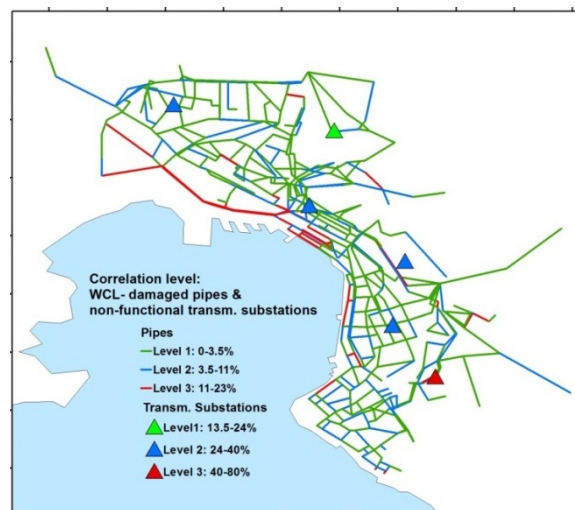 Correlation level:
WCL- damaged pipes &
non-functional transm. substations
Pipes
Level 1: 0-3.5%
Level 2: 3.5-11%
Level 3: 11-23%
Transm. Substations
Level1: 13.5-24%
Level 2: 24-40%
Level 3: 40-80%